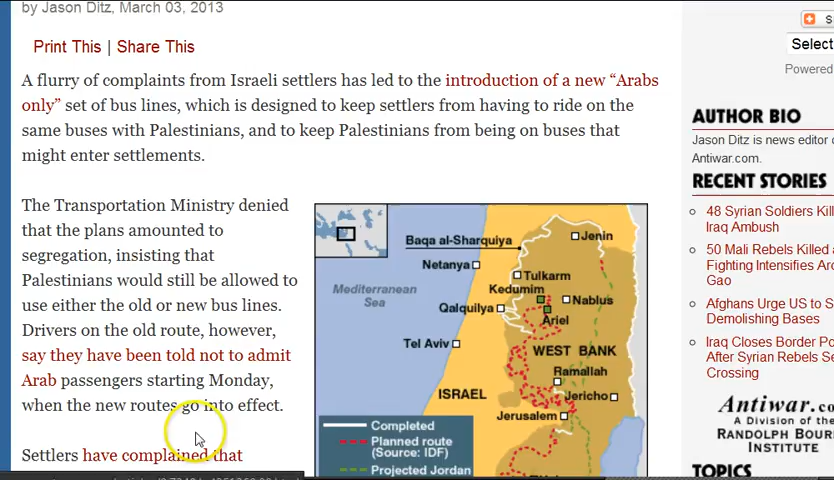 by Jason Ditz, March 03, 2013
Print This | Share This
A flurry of complaints from Israeli settlers has led to the introduction of a new “Arabs
only” set of bus lines, which is designed to keep settlers from having to ride on the
same buses with Palestinians, and to keep Palestinians from being on buses that
might enter settlements.
The Transportation Ministry denied
that the plans amounted to
segregation, insisting that
Palestinians would still be allowed to
use either the old or new bus lines.
Drivers on the old route, however,
say they have been told not to admit
Arab passengers starting Monday,
when the new routes go into effect.
Settlers have complained that
Baqa al-Sharquiya
Jenin
Netanya
Tulkarm
Mediterranean
Sea
Kedumim
Qalquilya
Nablus
Ariel
Tel Aviv
WEST BANK
Ramallah
ISRAEL
Jericho
Jerusalem
Completed
Planned route
(Source: IDF)
Projected Jordan
S
Select
Powered
AUTHOR BIO
Jason Ditz is news editor
Antiwar.com.
RECENT STORIES
48 Syrian Soldiers Kill
Iraq Ambush
50 Mali Rebels Killed a
Fighting Intensifies Aro
Gao
Afghans Urge US to S
Demolishing Bases
Iraq Closes Border Po
After Syrian Rebels Se
Crossing
Antiwar.co
A Division of the
RANDOLPH BOUR
INSTITUTE
TOPICS